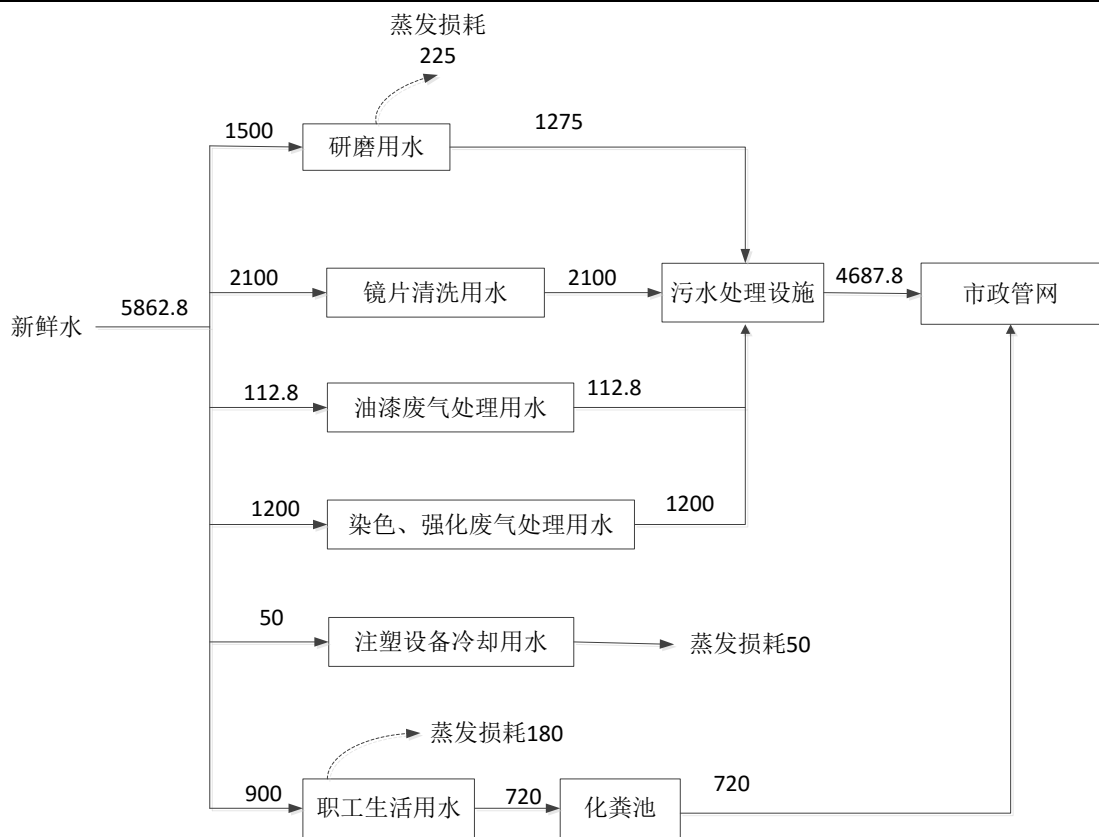 蒸发损耗
225
1500
研磨用水
1275
2100
镜片清洗用水
2100
污水处理设施
4687.8
市政管网
新鲜水
5862.8
112.8
油漆废气处理用水
112.8
1200
染色、强化废气处理用水
1200
50
注塑设备冷却用水
蒸发损耗50
蒸发损耗180
900
职工生活用水
720
化粪池
720